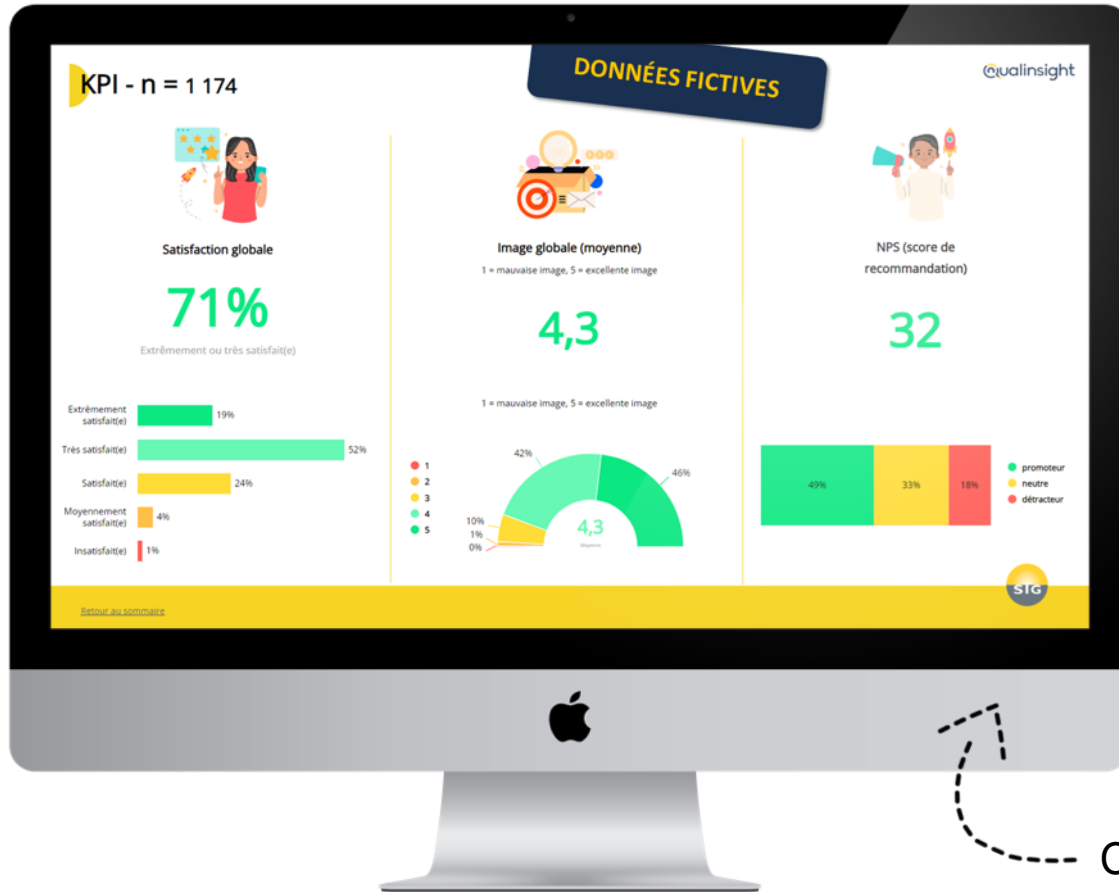 KPI - n = 1 174
DONNÉES FICTIVES
Qualinsight
Satisfaction globale
71%
Extrêmement ou très satisfait(e)
Extrêmement
satisfait(e)
19%
Très satisfait(e)
52%
Satisfait(e)
24%
Moyennement
satisfait(e)
4%
Insatisfait(e)
1%
Image globale (moyenne)
1 = mauvaise image, 5 = excellente image
4,3
1 = mauvaise image, 5 = excellente image
1
2
3
4
5
42%
46%
10%
1%
0%
4,3
Moyenne
NPS (score de
recommandation)
32
49%
33%
18%
promoteur
neutre
détracteur
Retour au sommaire
STG